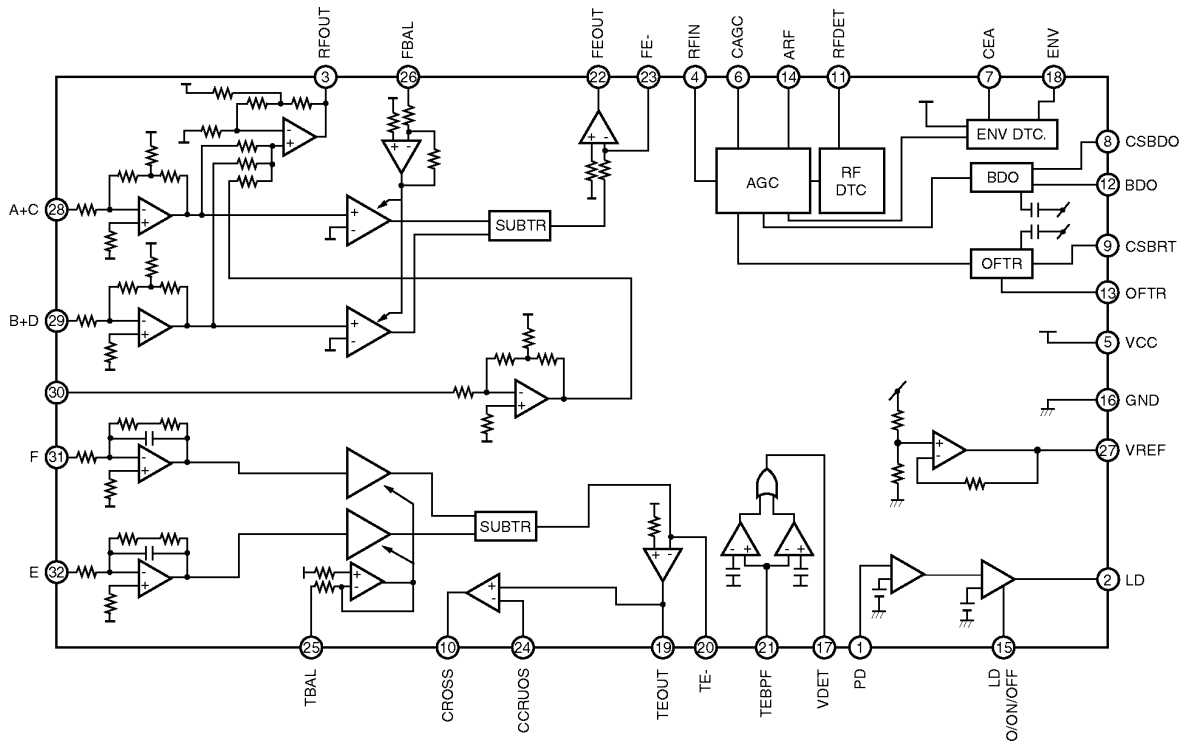 RFOUT
FBAL
FEOUT
FE-
RFIN
CAGC
ARF
RFDET
CEA
ENV
3
26
22
23
4
6
14
11
7
18
-
+
+ -
+ -
ENV DTC.
8 CSBDO
AGC
RF
DTC
BDO
12 BDO
A+C 28
-
+
+
-
SUBTR
9 CSBRT
OFTR
13 OFTR
B+D 29
-
+
+
-
5 VCC
30
-
+
16 GND
F 31
-
+
+
-
27 VREF
SUBTR
+ -
- +
+ -
E 32
-
+
+
-
+
-
2 LD
25
10
24
19
20
21
17
1
15
TBAL
CROSS
CCRUOS
TEOUT
TE-
TEBPF
VDET
PD
LD
O/ON/OFF